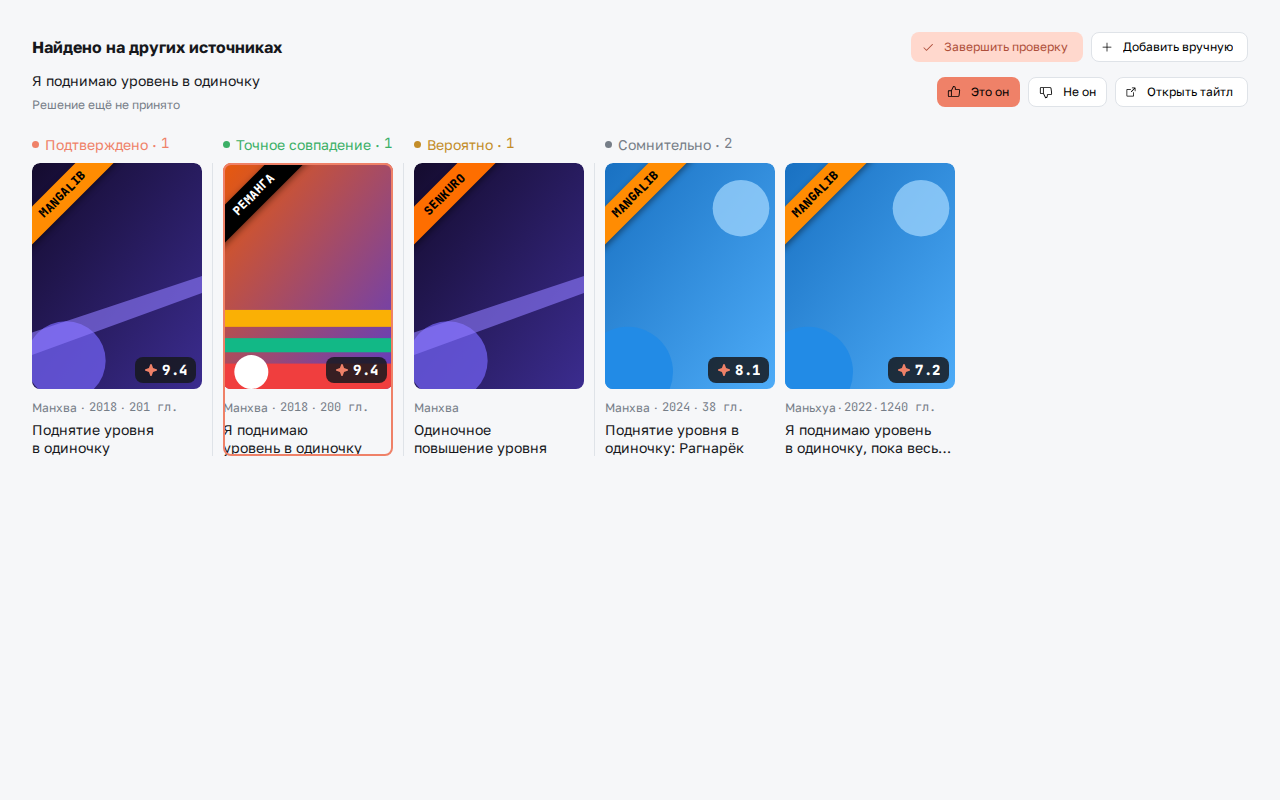 Найдено на других источниках
Завершить проверку
Добавить вручную
Я поднимаю уровень в одиночку
Решение ещё не принято
Это он
Не он
Открыть тайтл
Подтверждено · 1
Точное совпадение · 1
Вероятно · 1
Сомнительно · 2
MANGALIB
РЕМАНГА
SENKURO
MANGALIB
MANGALIB
9.4
9.4
8.1
7.2
Манхва · 2018 · 201 гл.
Поднятие уровня
в одиночку
Манхва · 2018 · 200 гл.
Я поднимаю
уровень в одиночку
Манхва
Одиночное
повышение уровня
Манхва · 2024 · 38 гл.
Поднятие уровня в
одиночку: Рагнарёк
Маньхуа · 2022 · 1240 гл.
Я поднимаю уровень
в одиночку, пока весь...